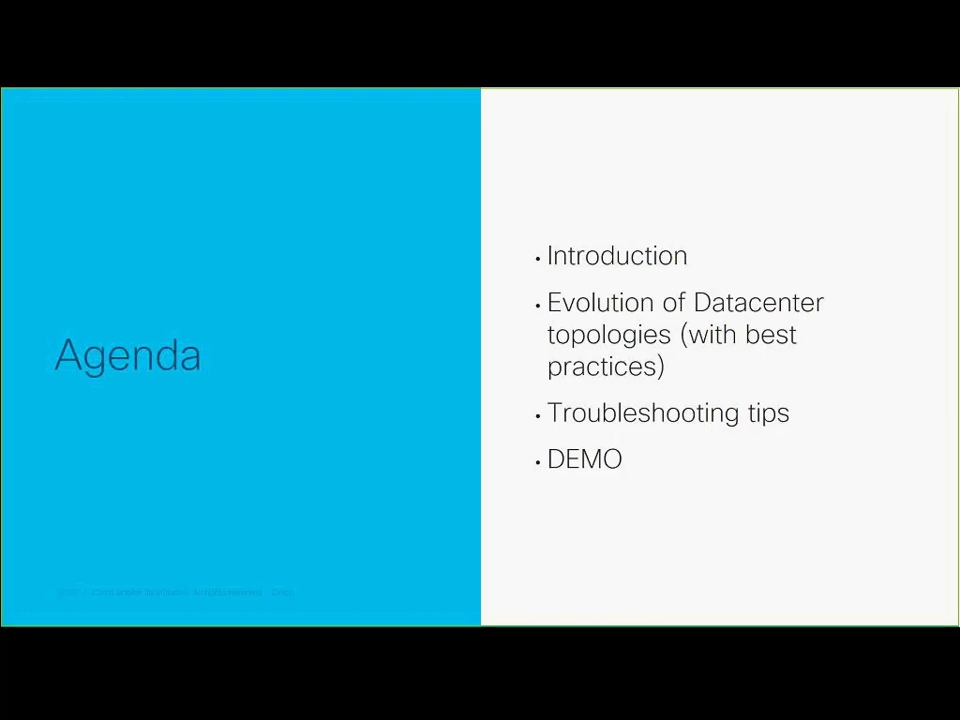 Agenda
• Introduction
• Evolution of Datacenter
topologies (with best
practices)
• Troubleshooting tips
• DEMO